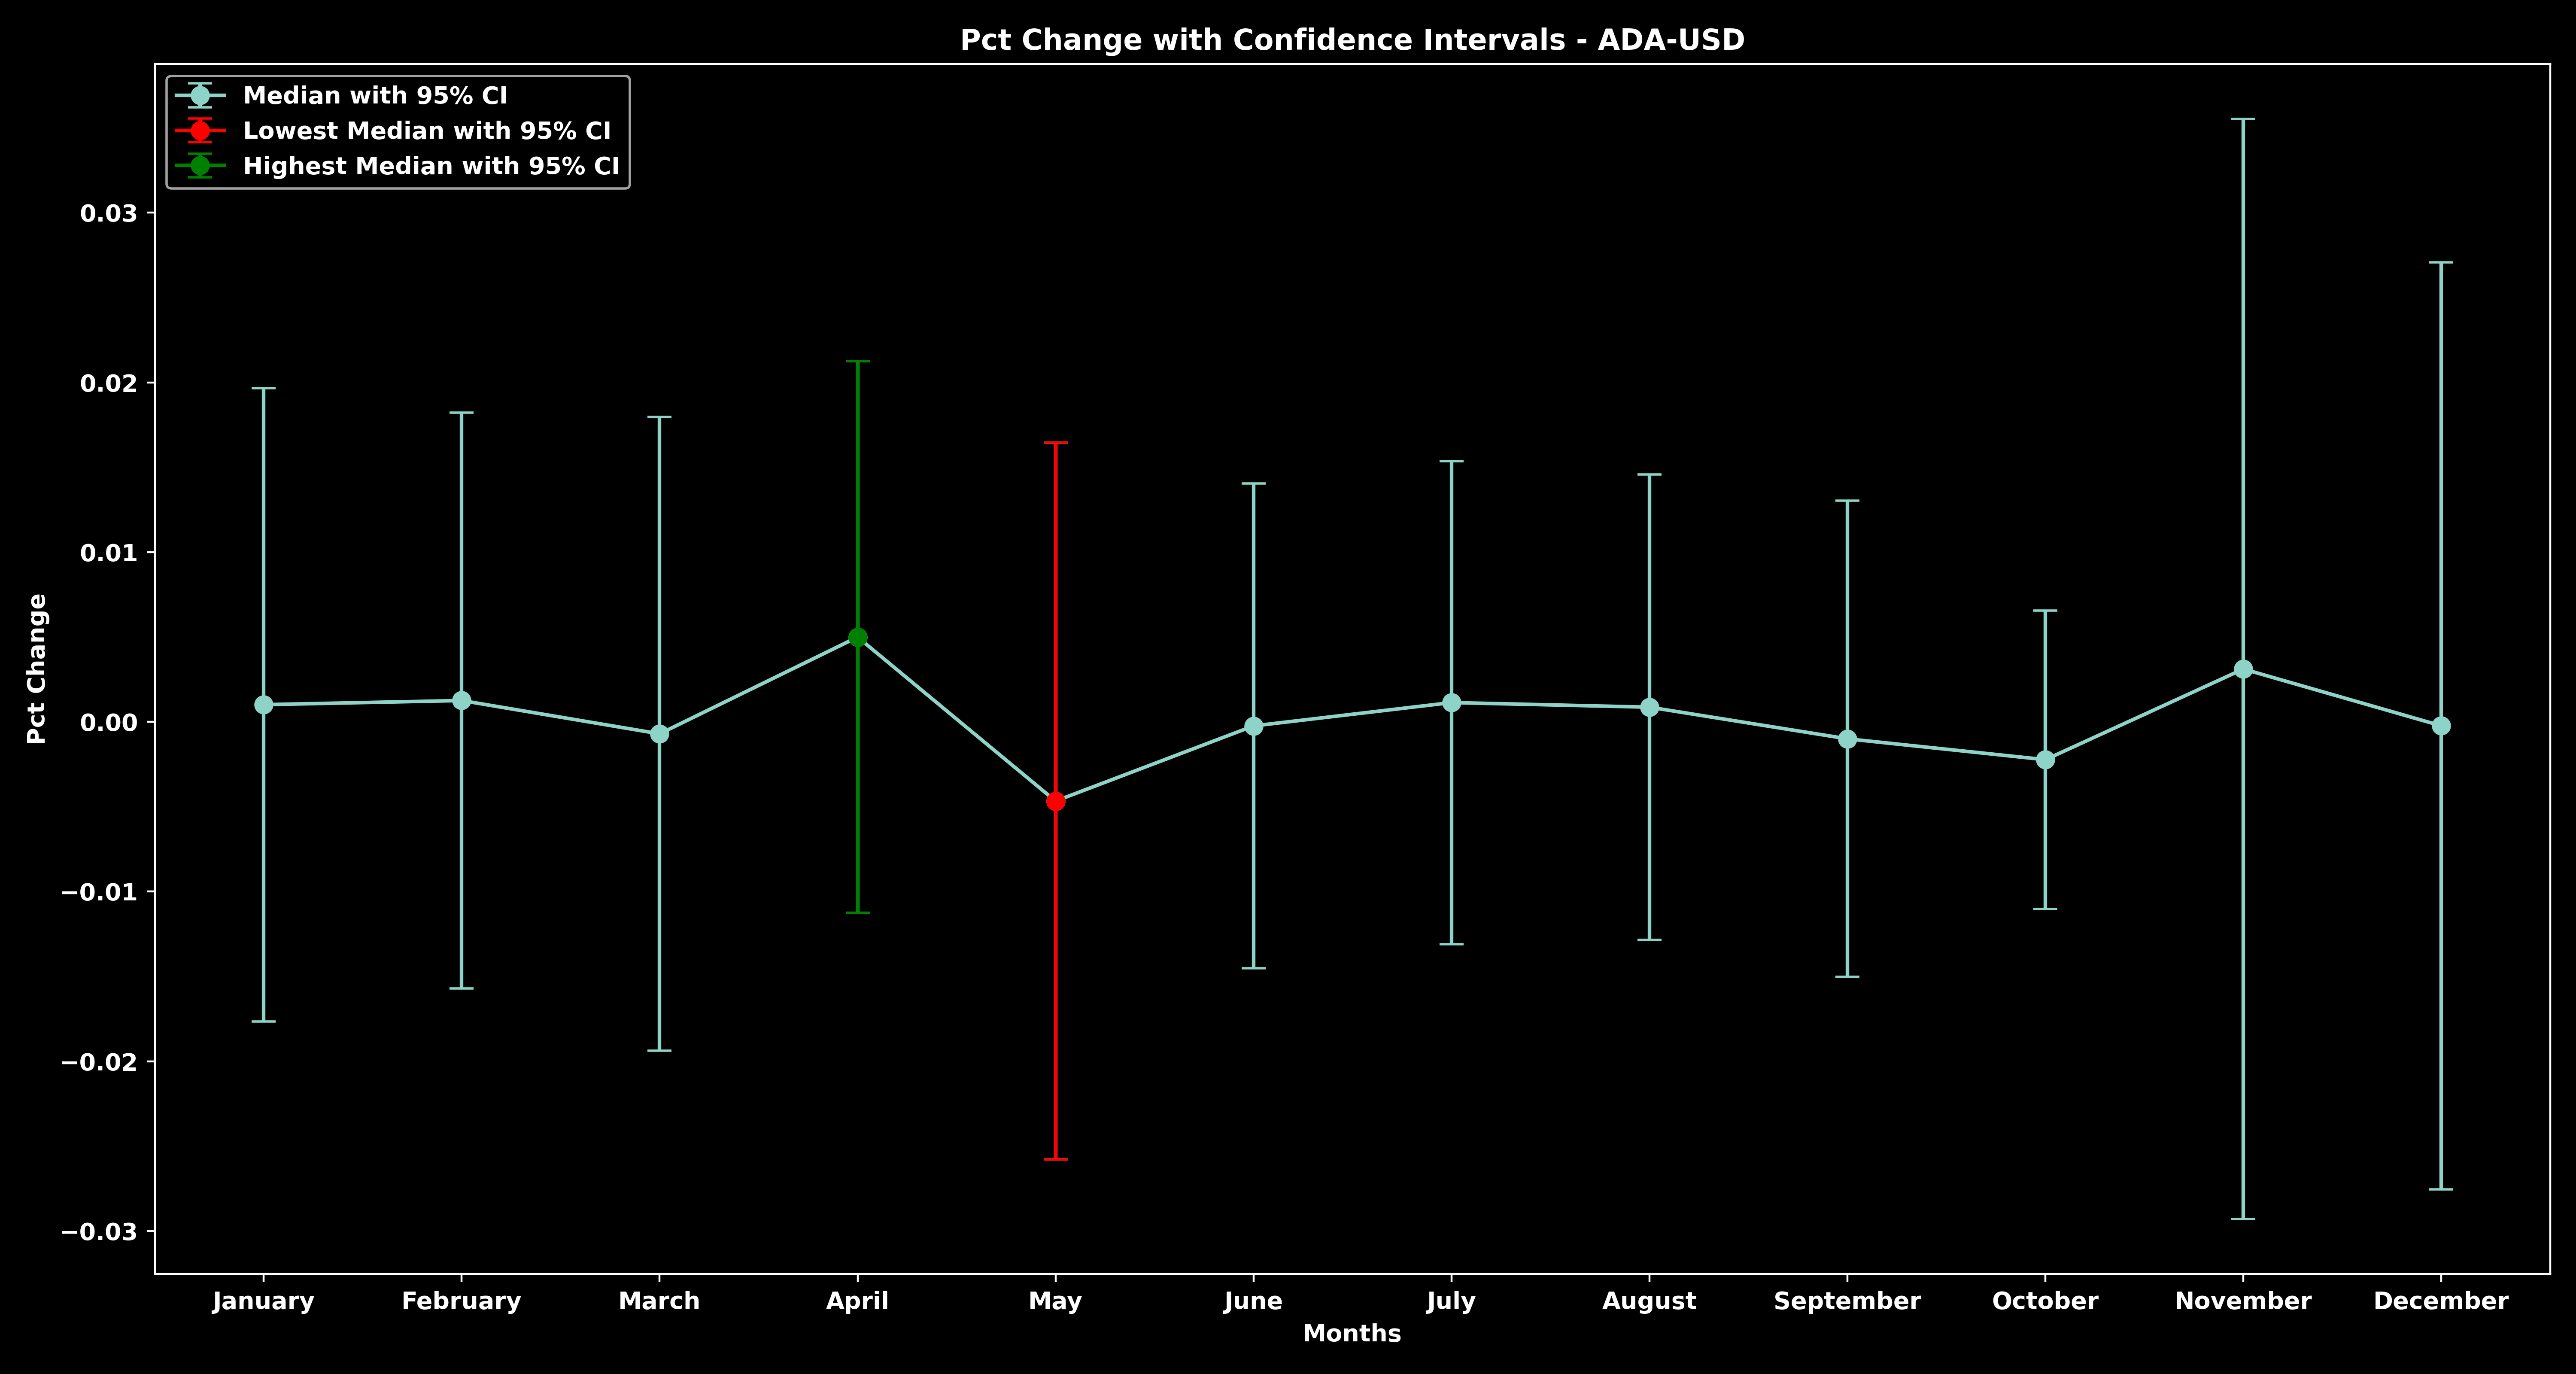 Pct Change with Confidence Intervals - ADA-USD
Median with 95% CI
Lowest Median with 95% CI
Highest Median with 95% CI
0.03
0.02
0.01
0.00
−0.01
−0.02
−0.03
Pct Change
January February March April May June July August September October November December
Months